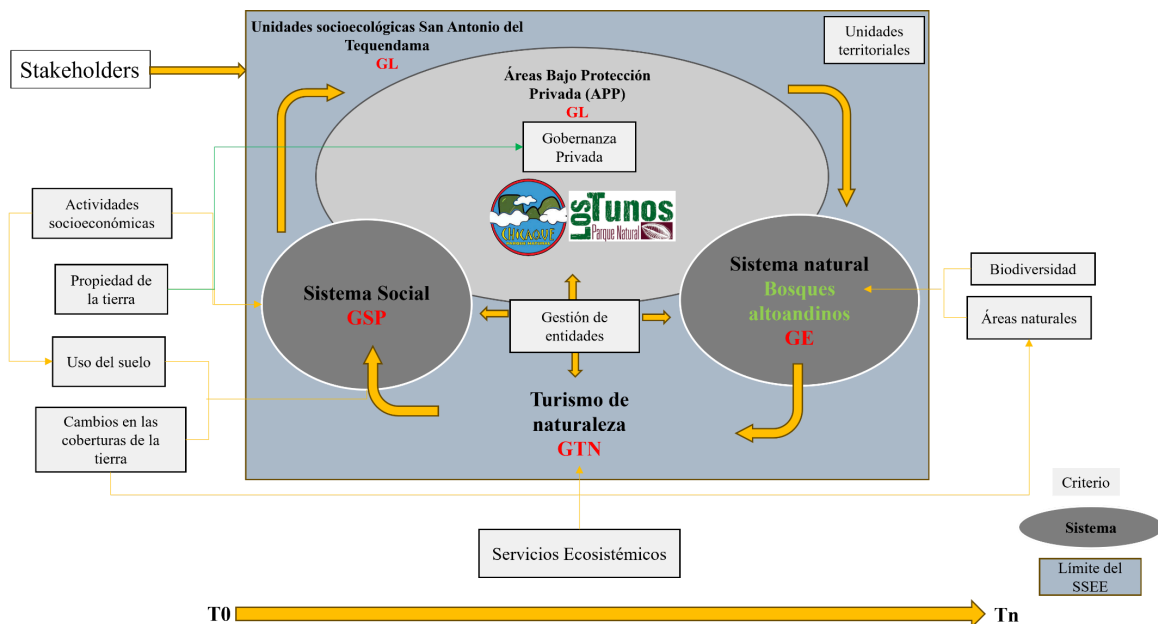 Unidades socioecológicas San Antonio del
Tequendama
GL
Unidades
territoriales
Stakeholders
Áreas Bajo Protección
Privada (APP)
GL
Gobernanza
Privada
Actividades
socioeconómicas
CHICAQUE
PARQUE NATURAL
LOS
Tunos
Parque Natural
Propiedad de
la tierra
Sistema Social
GSP
Gestión de
entidades
Sistema natural
Bosques
altoandinos
GE
Biodiversidad
Áreas naturales
Uso del suelo
Cambios en las
coberturas de la
tierra
Turismo de
naturaleza
GTN
Servicios Ecosistémicos
Criterio
Sistema
Límite del
SSEE
T0
Tn